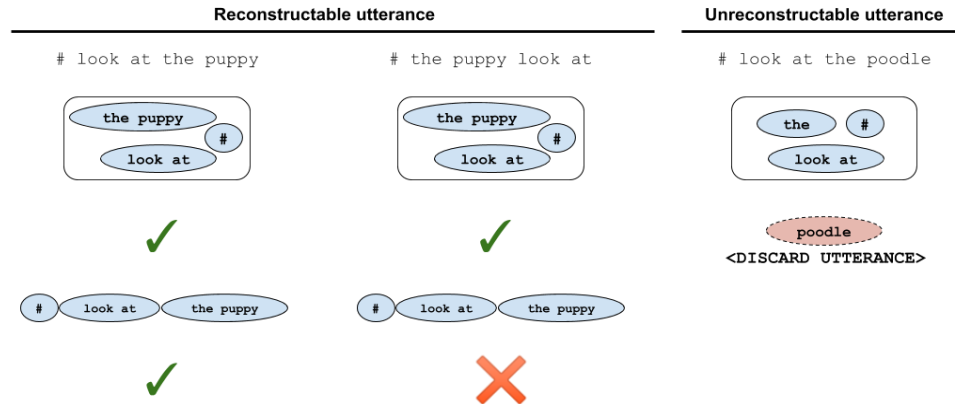 Reconstructable utterance
# look at the puppy
the puppy
#
look at
# look at the puppy
# the puppy look at
the puppy
#
look at
# look at the puppy
Unreconstructable utterance
# look at the poodle
the #
look at
poodle
<DISCARD UTTERANCE>